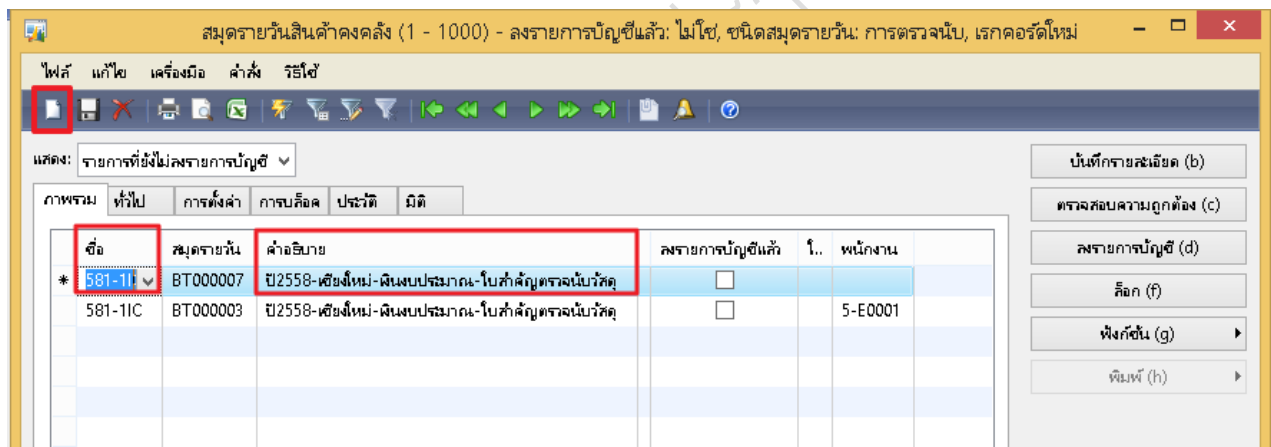 สมุดรายวันสินค้าคงคลัง (1 - 1000) - ลงรายการบัญชีแล้ว: ไม่ใช่, ชนิดสมุดรายวัน: การตรวจนับ, เรกคอร์ดใหม่
ไฟล์ แก้ไข เครื่องมือ คำสั่ง วิธีใช้
แสดง: รายการที่ยังไม่ลงรายการบัญชี
บันทึกรายละเอียด (b)
ภาพรวม ทั่วไป การตั้งค่า การบล็อค ประวัติ มิติ
ตรวจสอบความถูกต้อง (c)
ชื่อ สมุดรายวัน คำอธิบาย ลงรายการบัญชีแล้ว ใ... พนักงาน
ลงรายการบัญชี (d)
* BT000007 ปี2558-เชียงใหม่-เงินงบประมาณ-ใบสำคัญตรวจนับวัสดุ
ล็อก (f)
581-1IC BT000003 ปี2558-เชียงใหม่-เงินงบประมาณ-ใบสำคัญตรวจนับวัสดุ 5-E0001
ฟังก์ชัน (g)
พิมพ์ (h)